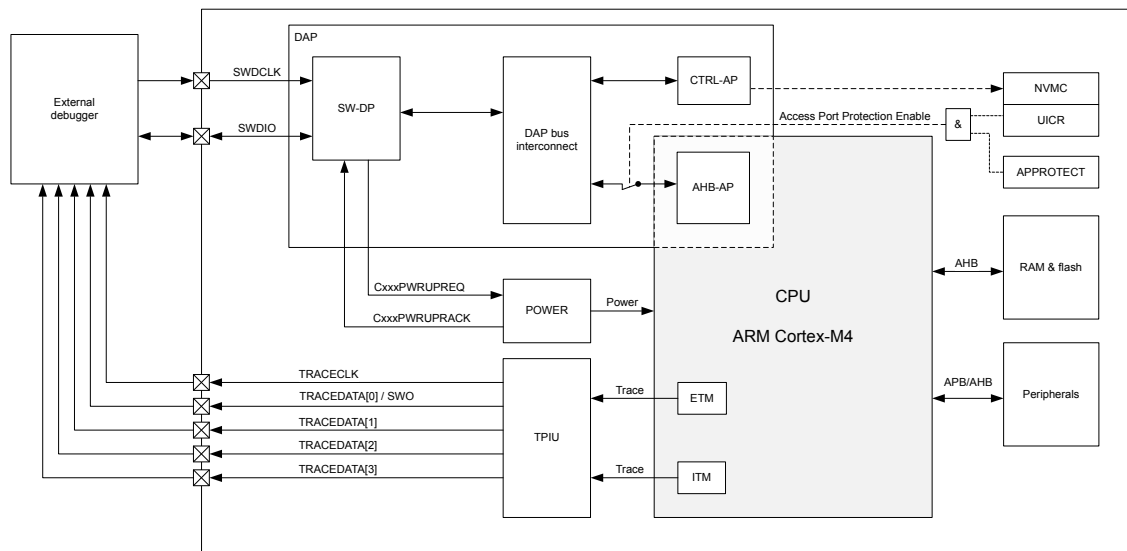 DAP
External
debugger
SWDCLK
SWDIO
SW-DP
DAP bus
interconnect
CTRL-AP
AHB-AP
NVMC
UICR
Access Port Protection Enable
&
APPROTECT
CxxxPWRUPREQ
CxxxPWRUPRACK
POWER
Power
CPU
ARM Cortex-M4
AHB
RAM & flash
APB/AHB
Peripherals
TRACECLK
TRACEDATA[0] / SWO
TRACEDATA[1]
TRACEDATA[2]
TRACEDATA[3]
TPIU
Trace
ETM
Trace
ITM